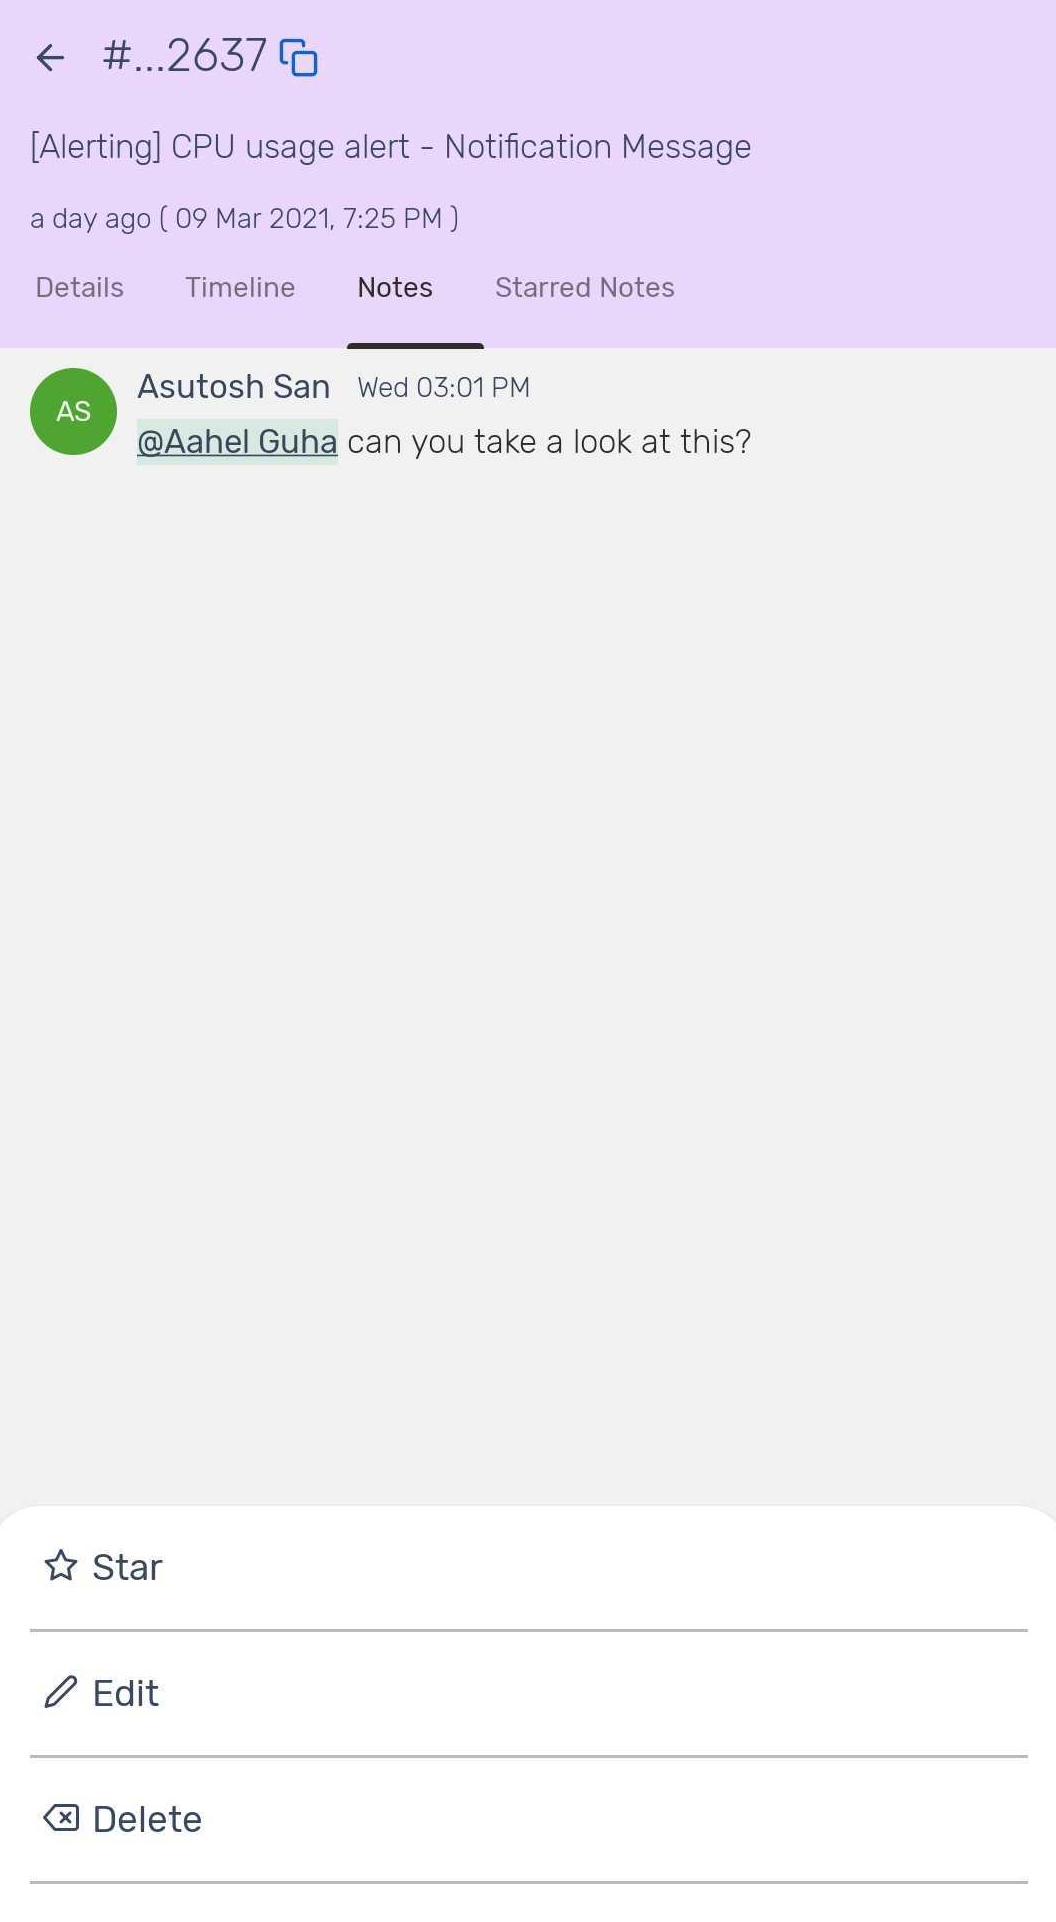 #...2637
[Alerting] CPU usage alert - Notification Message
a day ago ( 09 Mar 2021, 7:25 PM )
Details Timeline Notes Starred Notes
AS Asutosh San Wed 03:01 PM
@Aahel Guha can you take a look at this?
Star
Edit
Delete